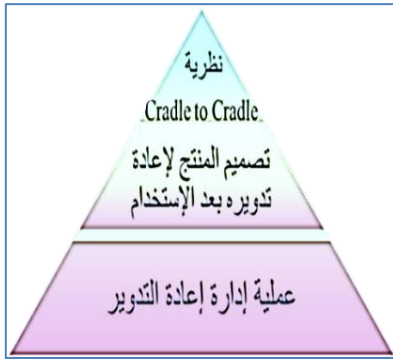 نظرية
Cradle to Cradle
تصميم المنتج لإعادة
تدويره بعد الإستخدام
عملية إدارة إعادة التدوير